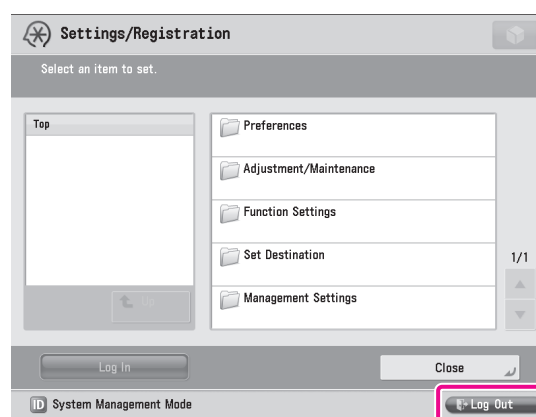 Settings/Registration
Select an item to set.
Top
Preferences
Adjustment/Maintenance
Function Settings
Set Destination
1/1
Management Settings
Up
Log In
Close
ID System Management Mode
Log Out